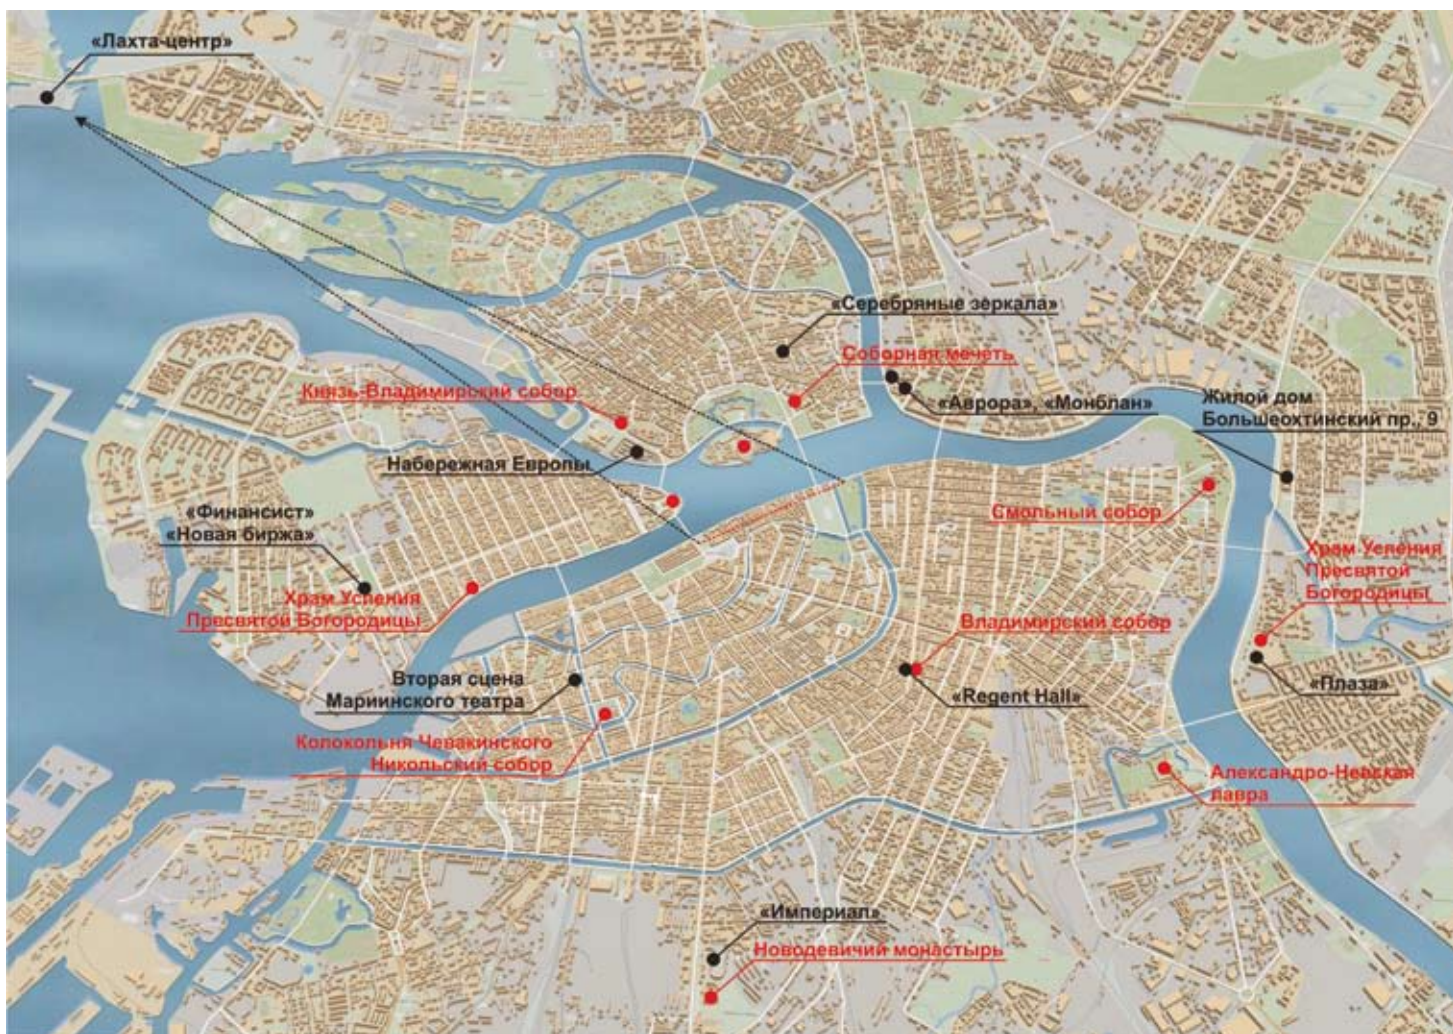 «Лахта-центр»
«Серебряные зеркала»
Соборная мечеть
Князь-Владимирский собор
«Аврора», «Монблан»
Жилой дом
Большеохтинский пр., 9
Набережная Европы
«Финансист»
«Новая биржа»
Смольный собор
Храм Успения
Пресвятой
Богородицы
Храм Успения
Пресвятой Богородицы
Владимирский собор
Вторая сцена
Мариинского театра
«Regent Hall»
«Плаза»
Колокольня Чевакинского
Никольский собор
Александро-Невская
лавра
«Империал»
Новодевичий монастырь